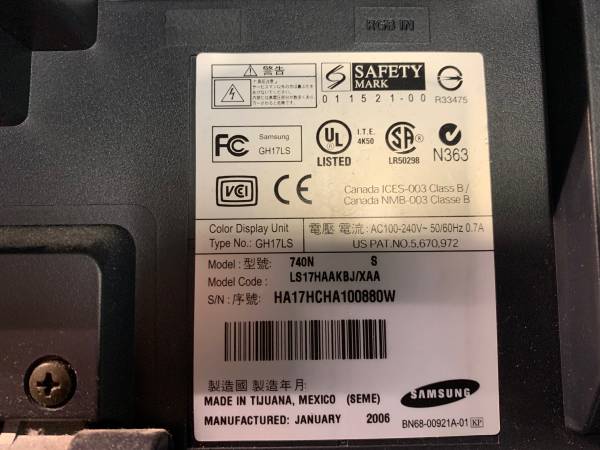 RGB IN
警告
SAFETY
MARK
011521-00
R33475
FC
Samsung
GH17LS
UL
LISTED
I.T.E.
4K50
SA
LR50298
N363
VCI
CE
Canada ICES-003 Class B /
Canada NMB-003 Classe B
Color Display Unit
Type No.: GH17LS
電壓 電流 : AC100-240V~ 50/60Hz 0.7A
US PAT.NO.5,670,972
Model : 型號: 740N S
Model Code : LS17HAAKBJ/XAA
S/N : 序號: HA17HCHA100880W
製造國 製造年月
MADE IN TIJUANA, MEXICO (SEME)
MANUFACTURED: JANUARY 2006
SAMSUNG
BN68-00921A-01 KP